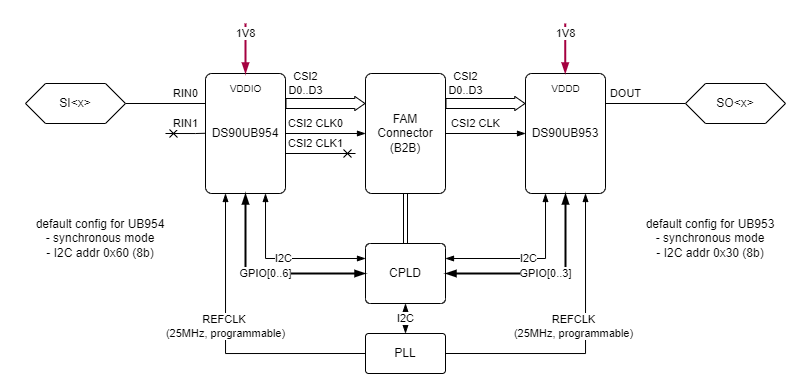 1V8
1V8
SI<x>
RIN0
RIN1
VDDIO
DS90UB954
CSI2
D0..D3
CSI2 CLK0
CSI2 CLK1
FAM
Connector
(B2B)
CSI2
D0..D3
CSI2 CLK
VDDD
DS90UB953
DOUT
SO<x>
default config for UB954
- synchronous mode
- I2C addr 0x60 (8b)
default config for UB953
- synchronous mode
- I2C addr 0x30 (8b)
I2C
GPIO[0..6]
CPLD
I2C
GPIO[0..3]
I2C
REFCLK
(25MHz, programmable)
REFCLK
(25MHz, programmable)
PLL